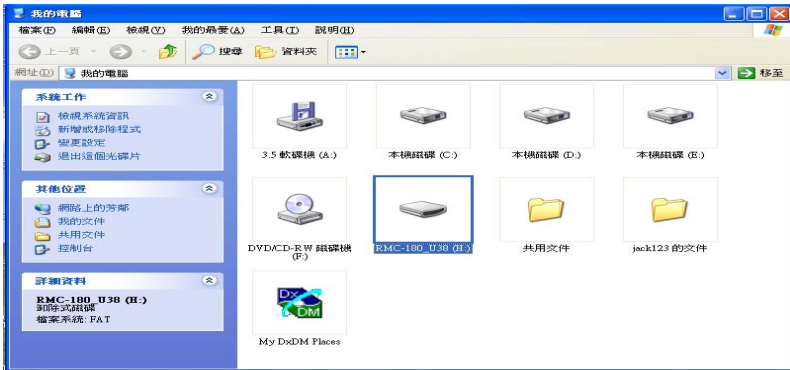 我的電腦
檔案(F) 編輯(E) 檢視(V) 我的最愛(A) 工具(T) 說明(H)
上一頁 搜尋 資料夾
網址(D) 我的電腦 移至
系統工作
檢視系統資訊
新增或移除程式
變更設定
退出這個光碟片
其他位置
網路上的芳鄰
我的文件
共用文件
控制台
詳細資料
RMC-180_U38 (H:)
卸除式磁碟
檔案系統: FAT
3.5 軟碟機 (A:) 本機磁碟 (C:) 本機磁碟 (D:) 本機磁碟 (E:)
DVD/CD-RW 磁碟機 (F:) RMC-180_U38 (H:) 共用文件 jack123 的文件
Dx
DM
My DxDM Places